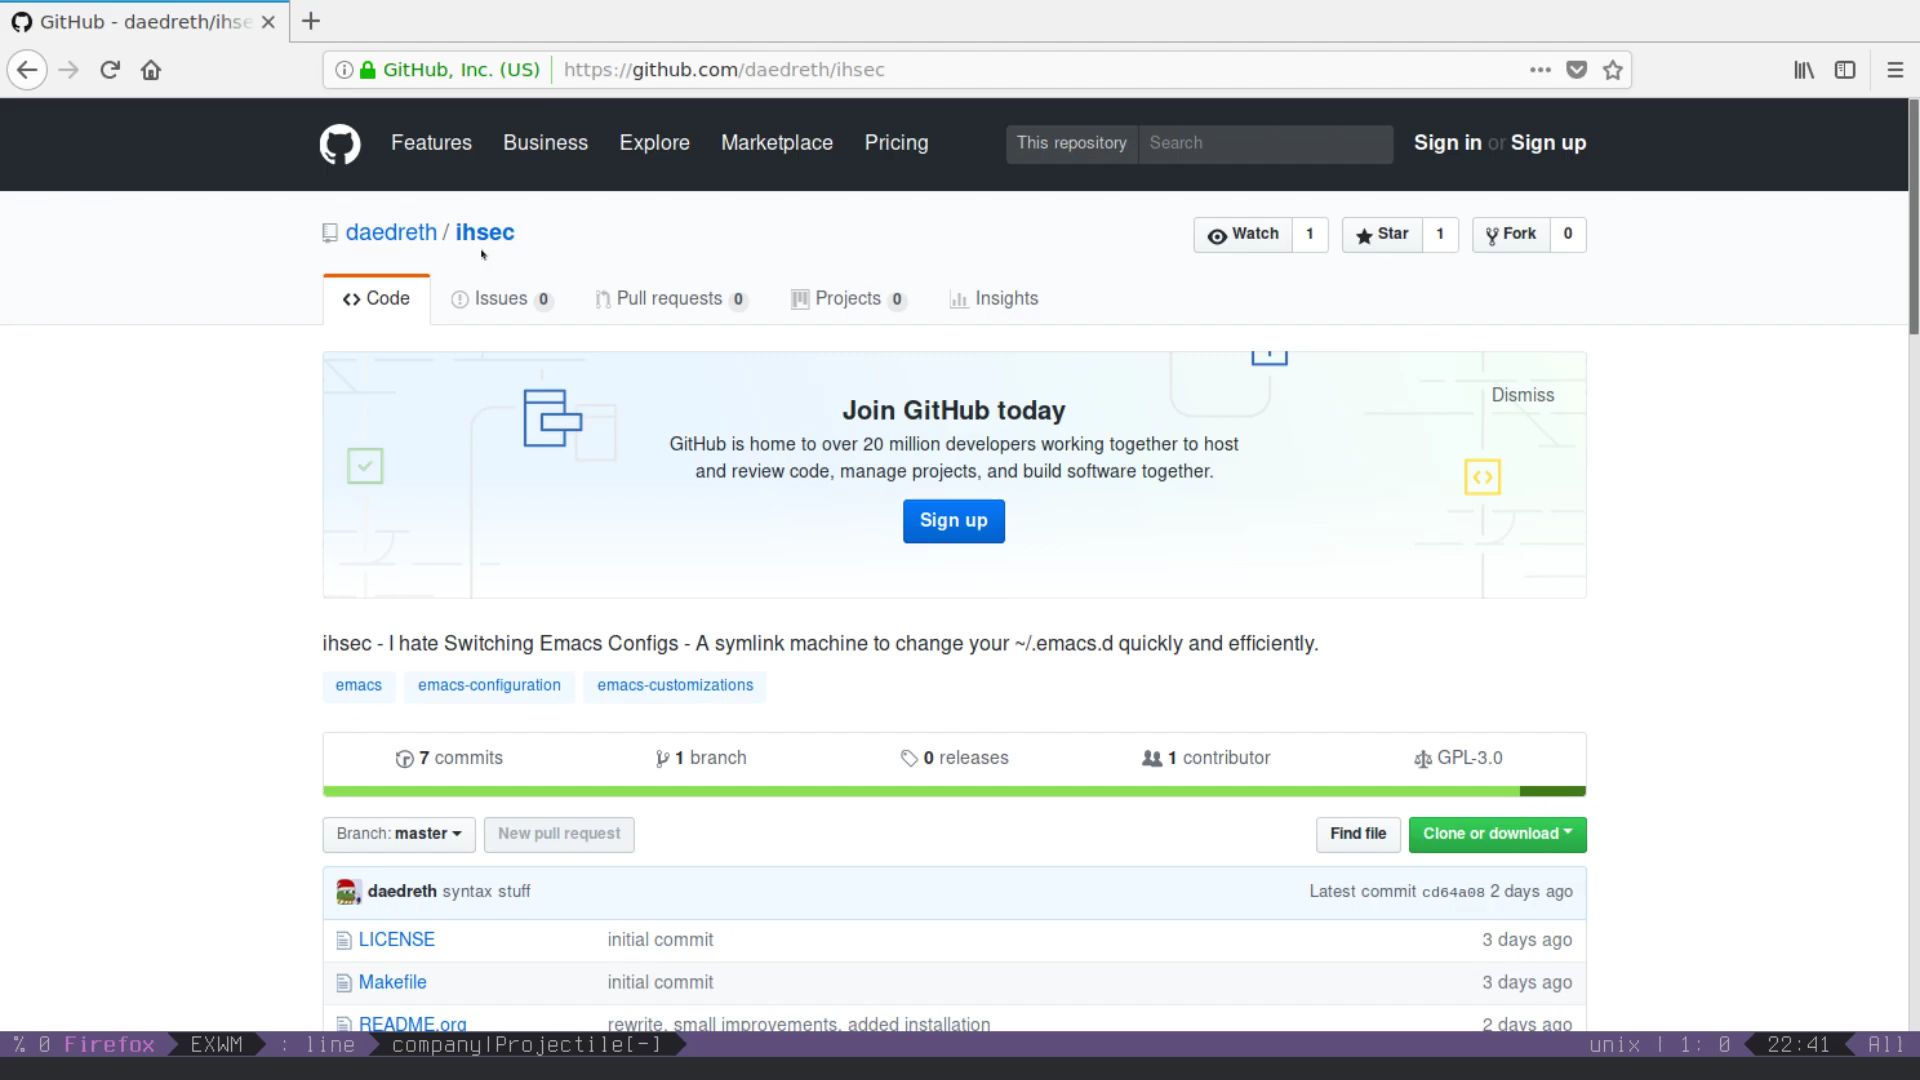 GitHub - daedreth/ihse
GitHub, Inc. (US) https://github.com/daedreth/ihsec
Features Business Explore Marketplace Pricing This repository Search Sign in or Sign up
daedreth / ihsec
Watch 1 Star 1 Fork 0
Code Issues 0 Pull requests 0 Projects 0 Insights
Dismiss
Join GitHub today
GitHub is home to over 20 million developers working together to host
and review code, manage projects, and build software together.
Sign up
ihsec - I hate Switching Emacs Configs - A symlink machine to change your ~/.emacs.d quickly and efficiently.
emacs emacs-configuration emacs-customizations
7 commits 1 branch 0 releases 1 contributor GPL-3.0
Branch: master New pull request Find file Clone or download
daedreth syntax stuff Latest commit cd64a08 2 days ago
LICENSE initial commit 3 days ago
Makefile initial commit 3 days ago
README.org rewrite, small improvements, added installation 2 days ago
% 0 Firefox EXWM : line company|Projectile[-] unix | 1: 0 22:41 All